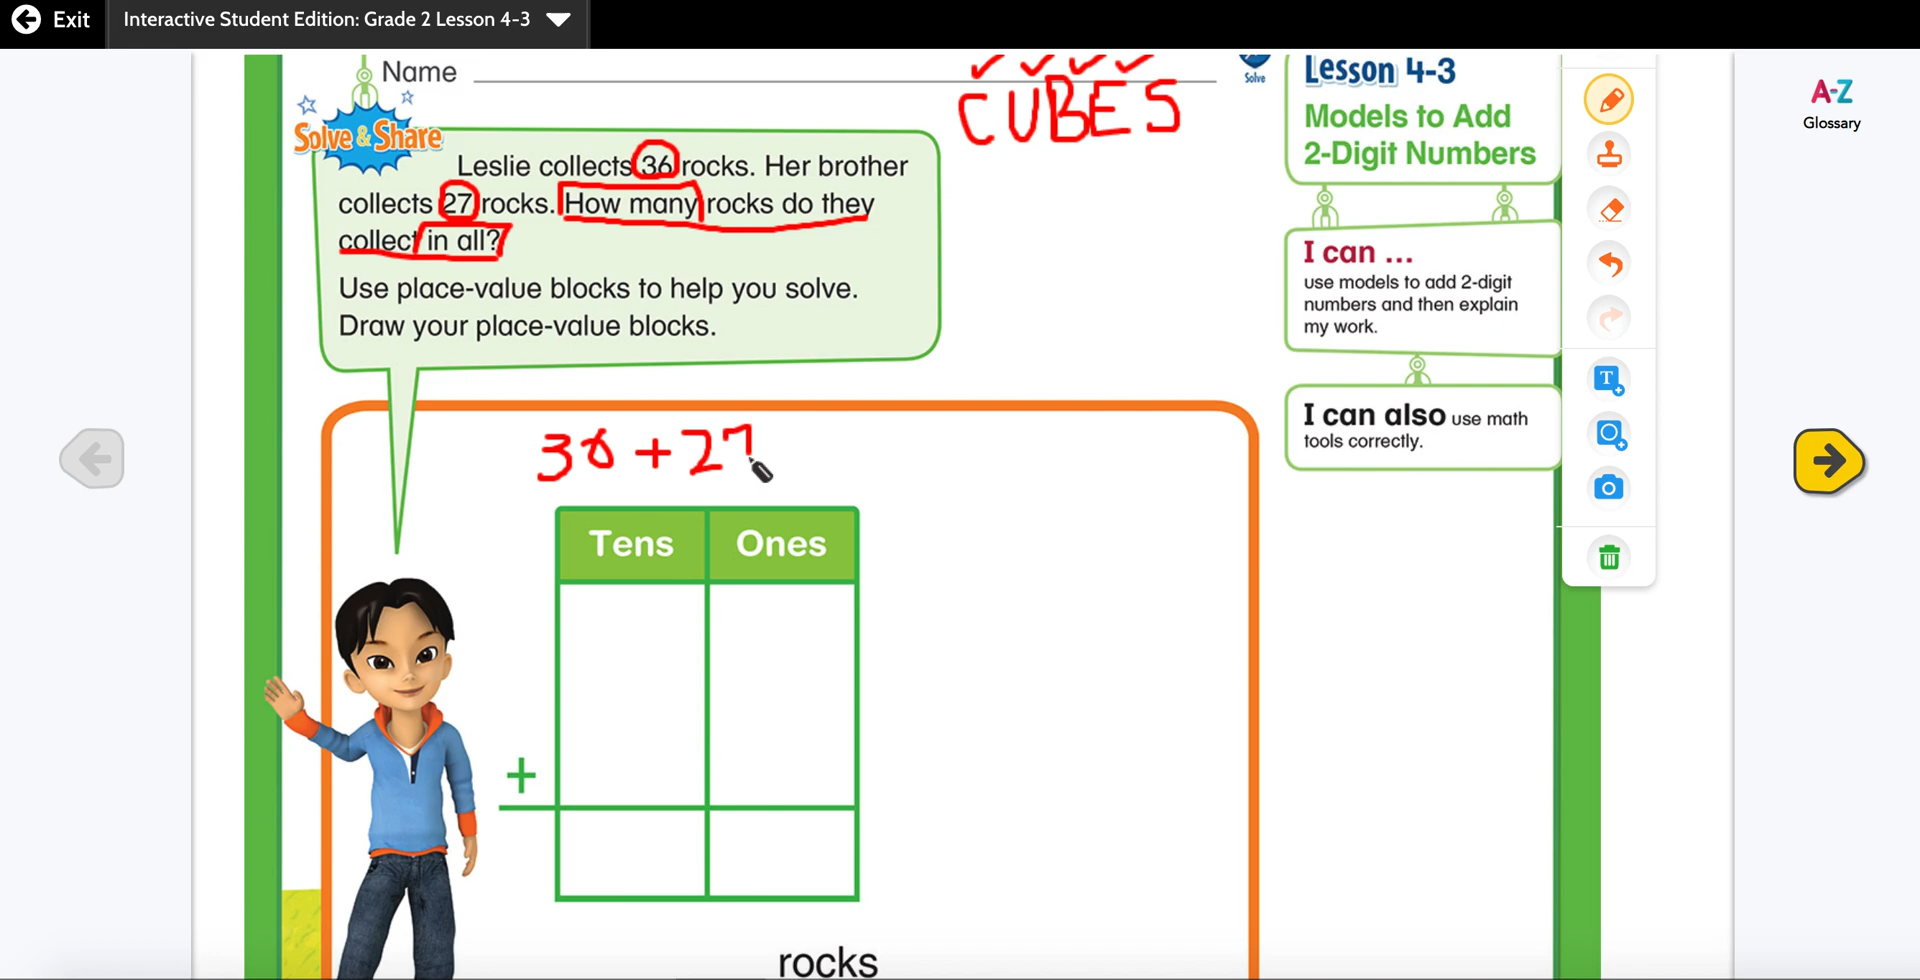 Exit
Interactive Student Edition: Grade 2 Lesson 4-3
Name
CUBES
Solve
Lesson 4-3
Models to Add
2-Digit Numbers
A-Z
Glossary
Solve & Share
Leslie collects 36 rocks. Her brother
collects 27 rocks. How many rocks do they
collect in all?
Use place-value blocks to help you solve.
Draw your place-value blocks.
I can ...
use models to add 2-digit
numbers and then explain
my work.
I can also use math
tools correctly.
T
36 + 27
Tens Ones
+
rocks